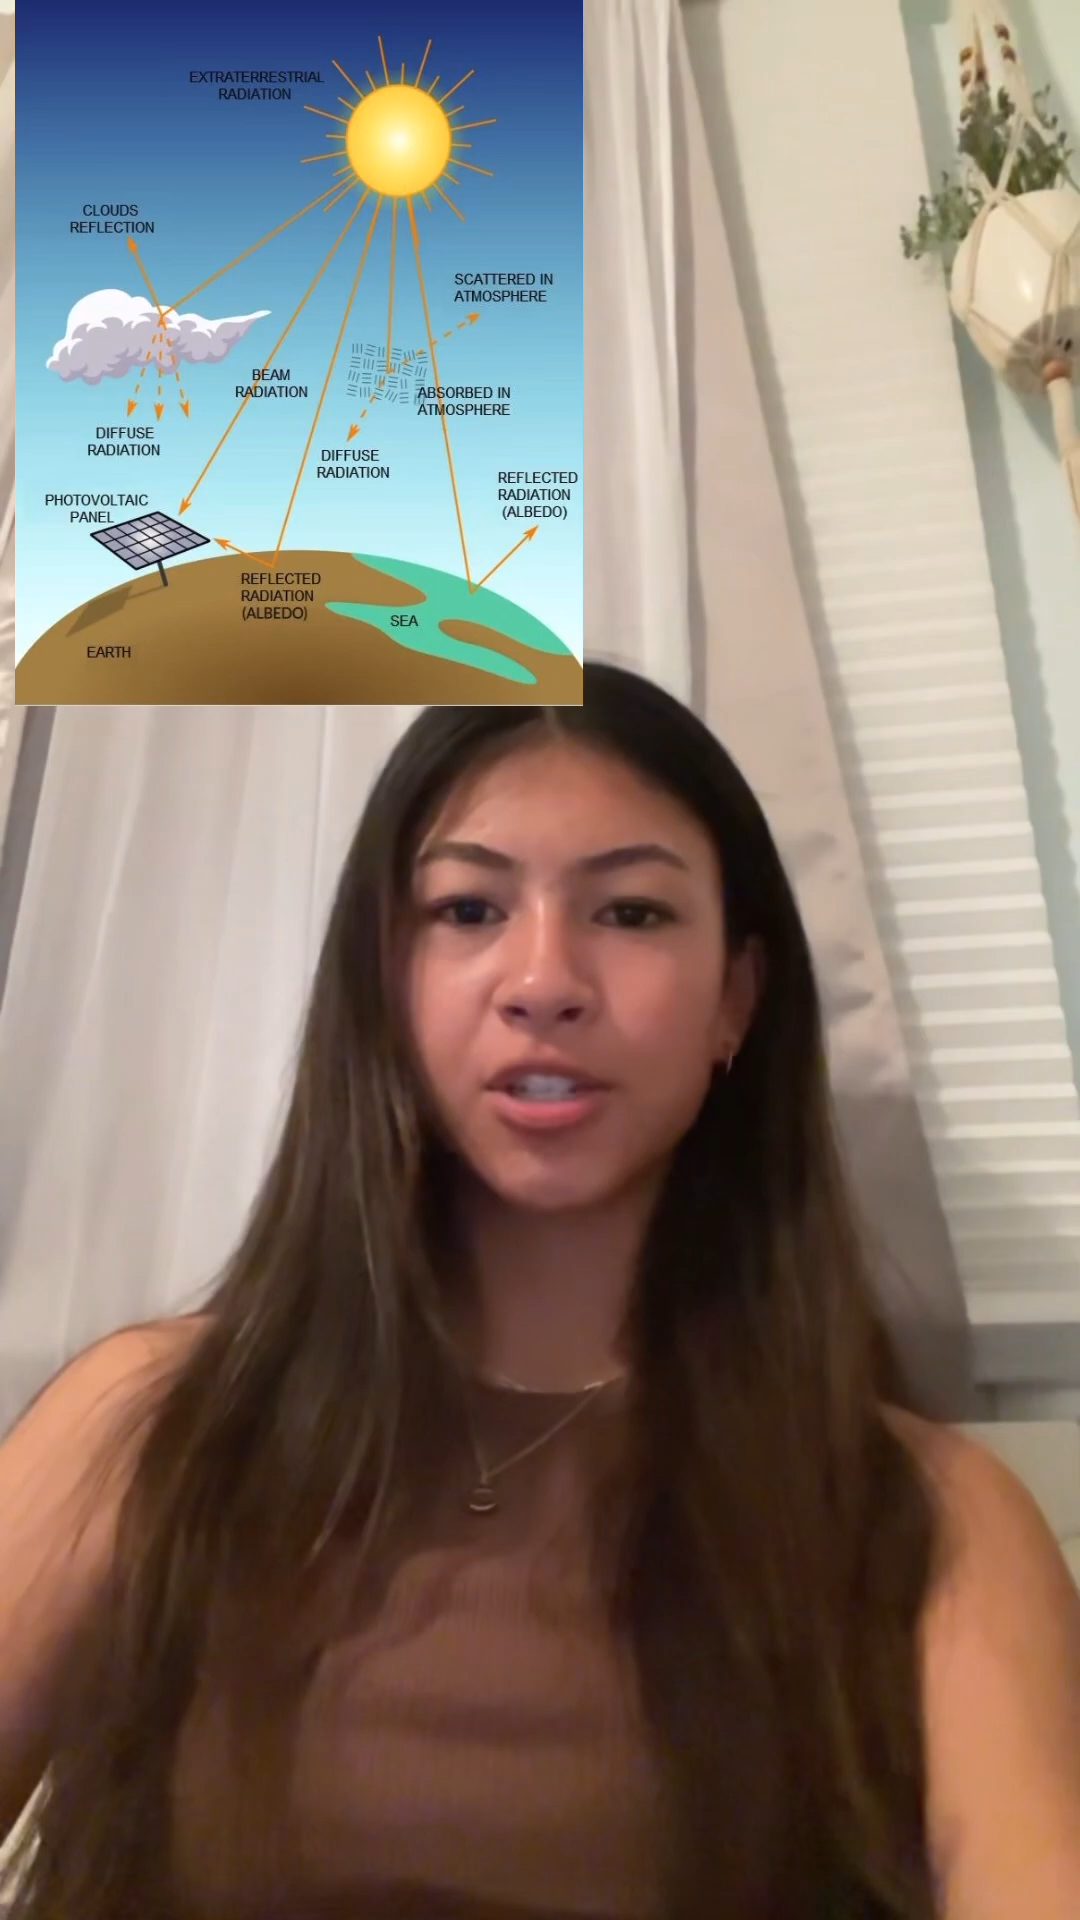 EXTRATERRESTRIAL
RADIATION
CLOUDS
REFLECTION
SCATTERED IN
ATMOSPHERE
BEAM
RADIATION
ABSORBED IN
ATMOSPHERE
DIFFUSE
RADIATION
DIFFUSE
RADIATION
REFLECTED
RADIATION
(ALBEDO)
PHOTOVOLTAIC
PANEL
REFLECTED
RADIATION
(ALBEDO)
SEA
EARTH